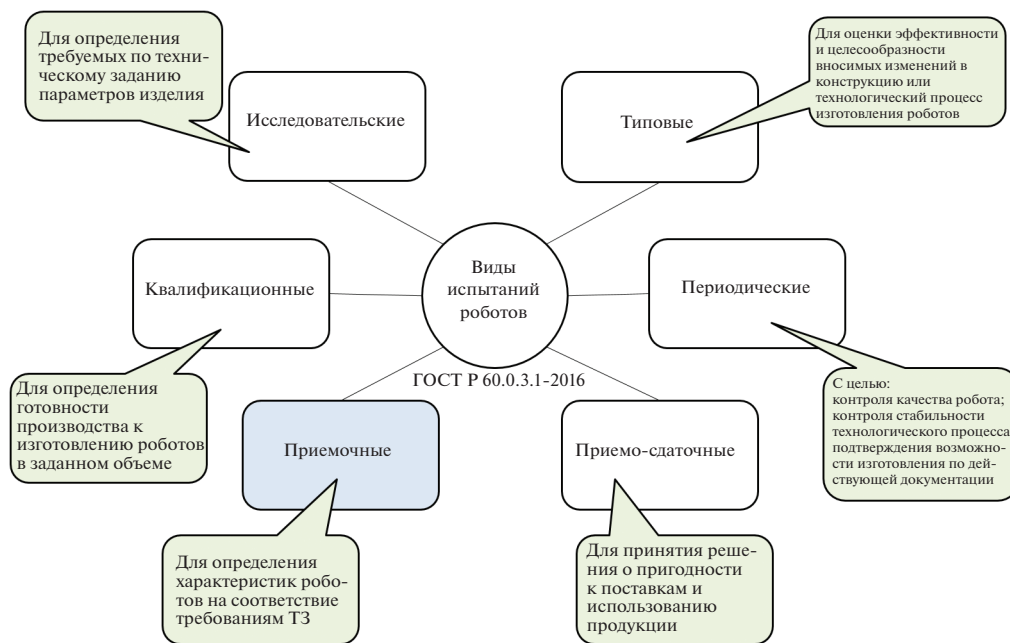 Для определения
требуемых по техни-
ческому заданию
параметров изделия
Исследовательские
Для оценки эффективности
и целесообразности
вносимых изменений в
конструкцию или
технологический процесс
изготовления роботов
Типовые
Виды
испытаний
роботов
ГОСТ Р 60.0.3.1-2016
Квалификационные
Для определения
готовности
производства к
изготовлению роботов
в заданном объеме
Периодические
С целью:
контроля качества робота;
контроля стабильности
технологического процесса
подтверждения возможно-
сти изготовления по дей-
ствующей документации
Приемочные
Для определения
характеристик робо-
тов на соответствие
требованиям ТЗ
Приемо-сдаточные
Для принятия реше-
ния о пригодности
к поставкам и
использованию
продукции